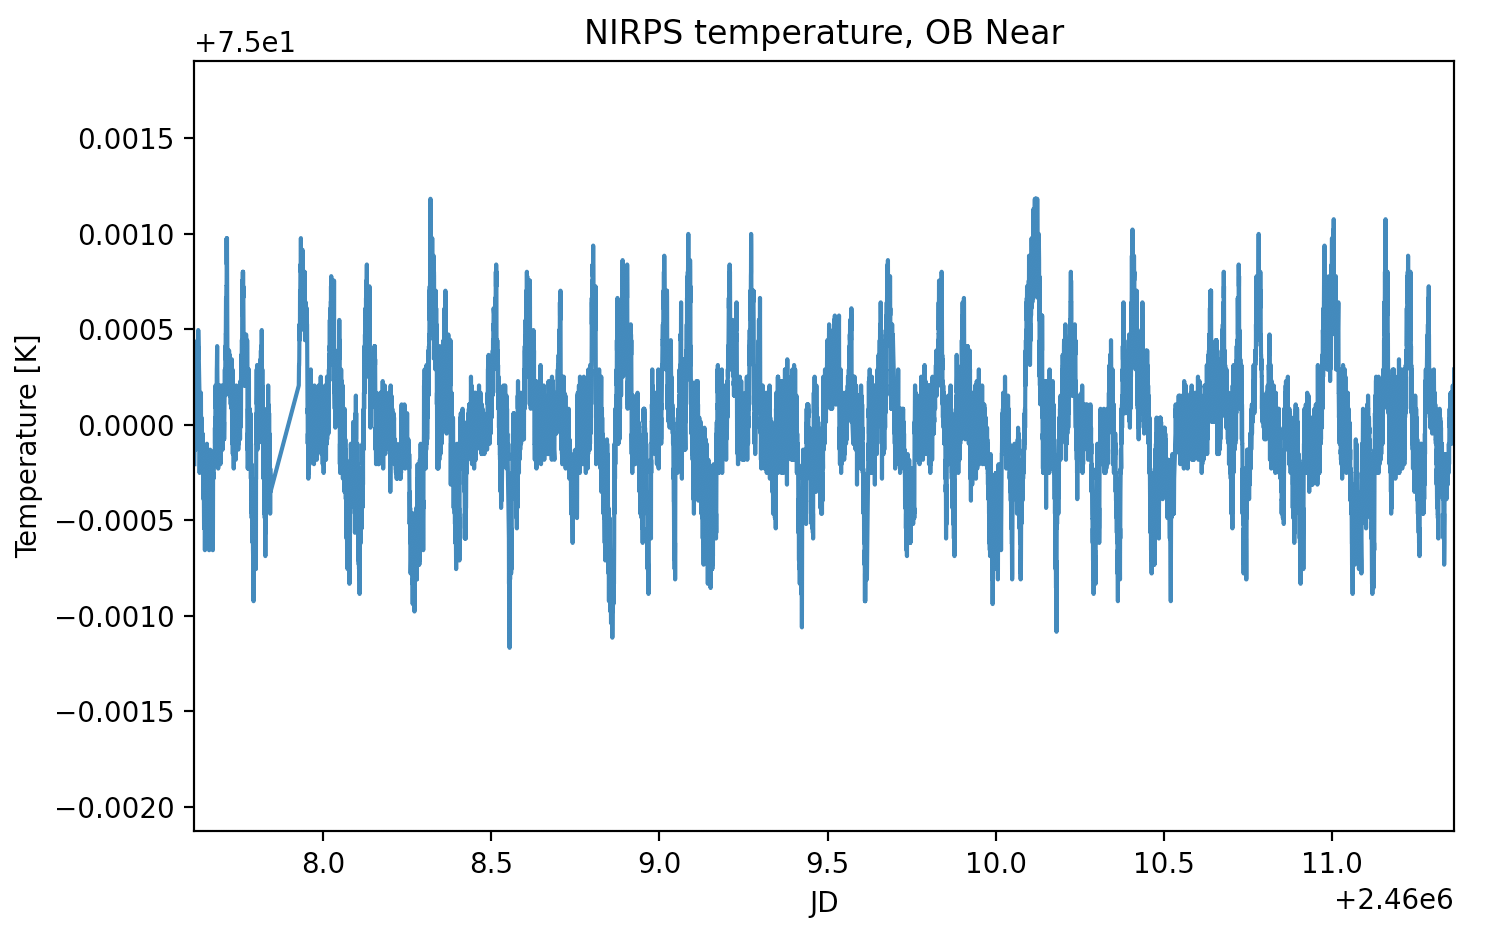 NIRPS temperature, OB Near
+7.5e1
0.0015
0.0010
0.0005
0.0000
−0.0005
−0.0010
−0.0015
−0.0020
Temperature [K]
8.0 8.5 9.0 9.5 10.0 10.5 11.0
JD
+2.46e6